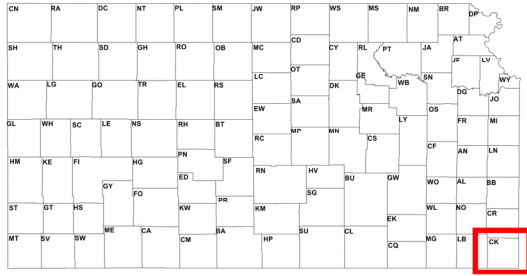 CN RA DC NT PL SM JW RP WS MS NM BR DP
CD AT
SH TH SD GH RO OB MC CY RL PT JA
OT JF LV
LC GE WB SN WY
WA LG GO TR EL RS DK DG JO
SA
EW MR OS
GL WH SC LE NS RH BT LY FR MI
RC MP MN CS
CF AN LN
PN
HM KE FI HG SF RN HV
ED BU GW WO AL BB
GY FO SG
PR
ST GT HS KW KM WL NO CR
EK
ME CA BA SU CL
MT SV SW CM HP CQ MG LB CK